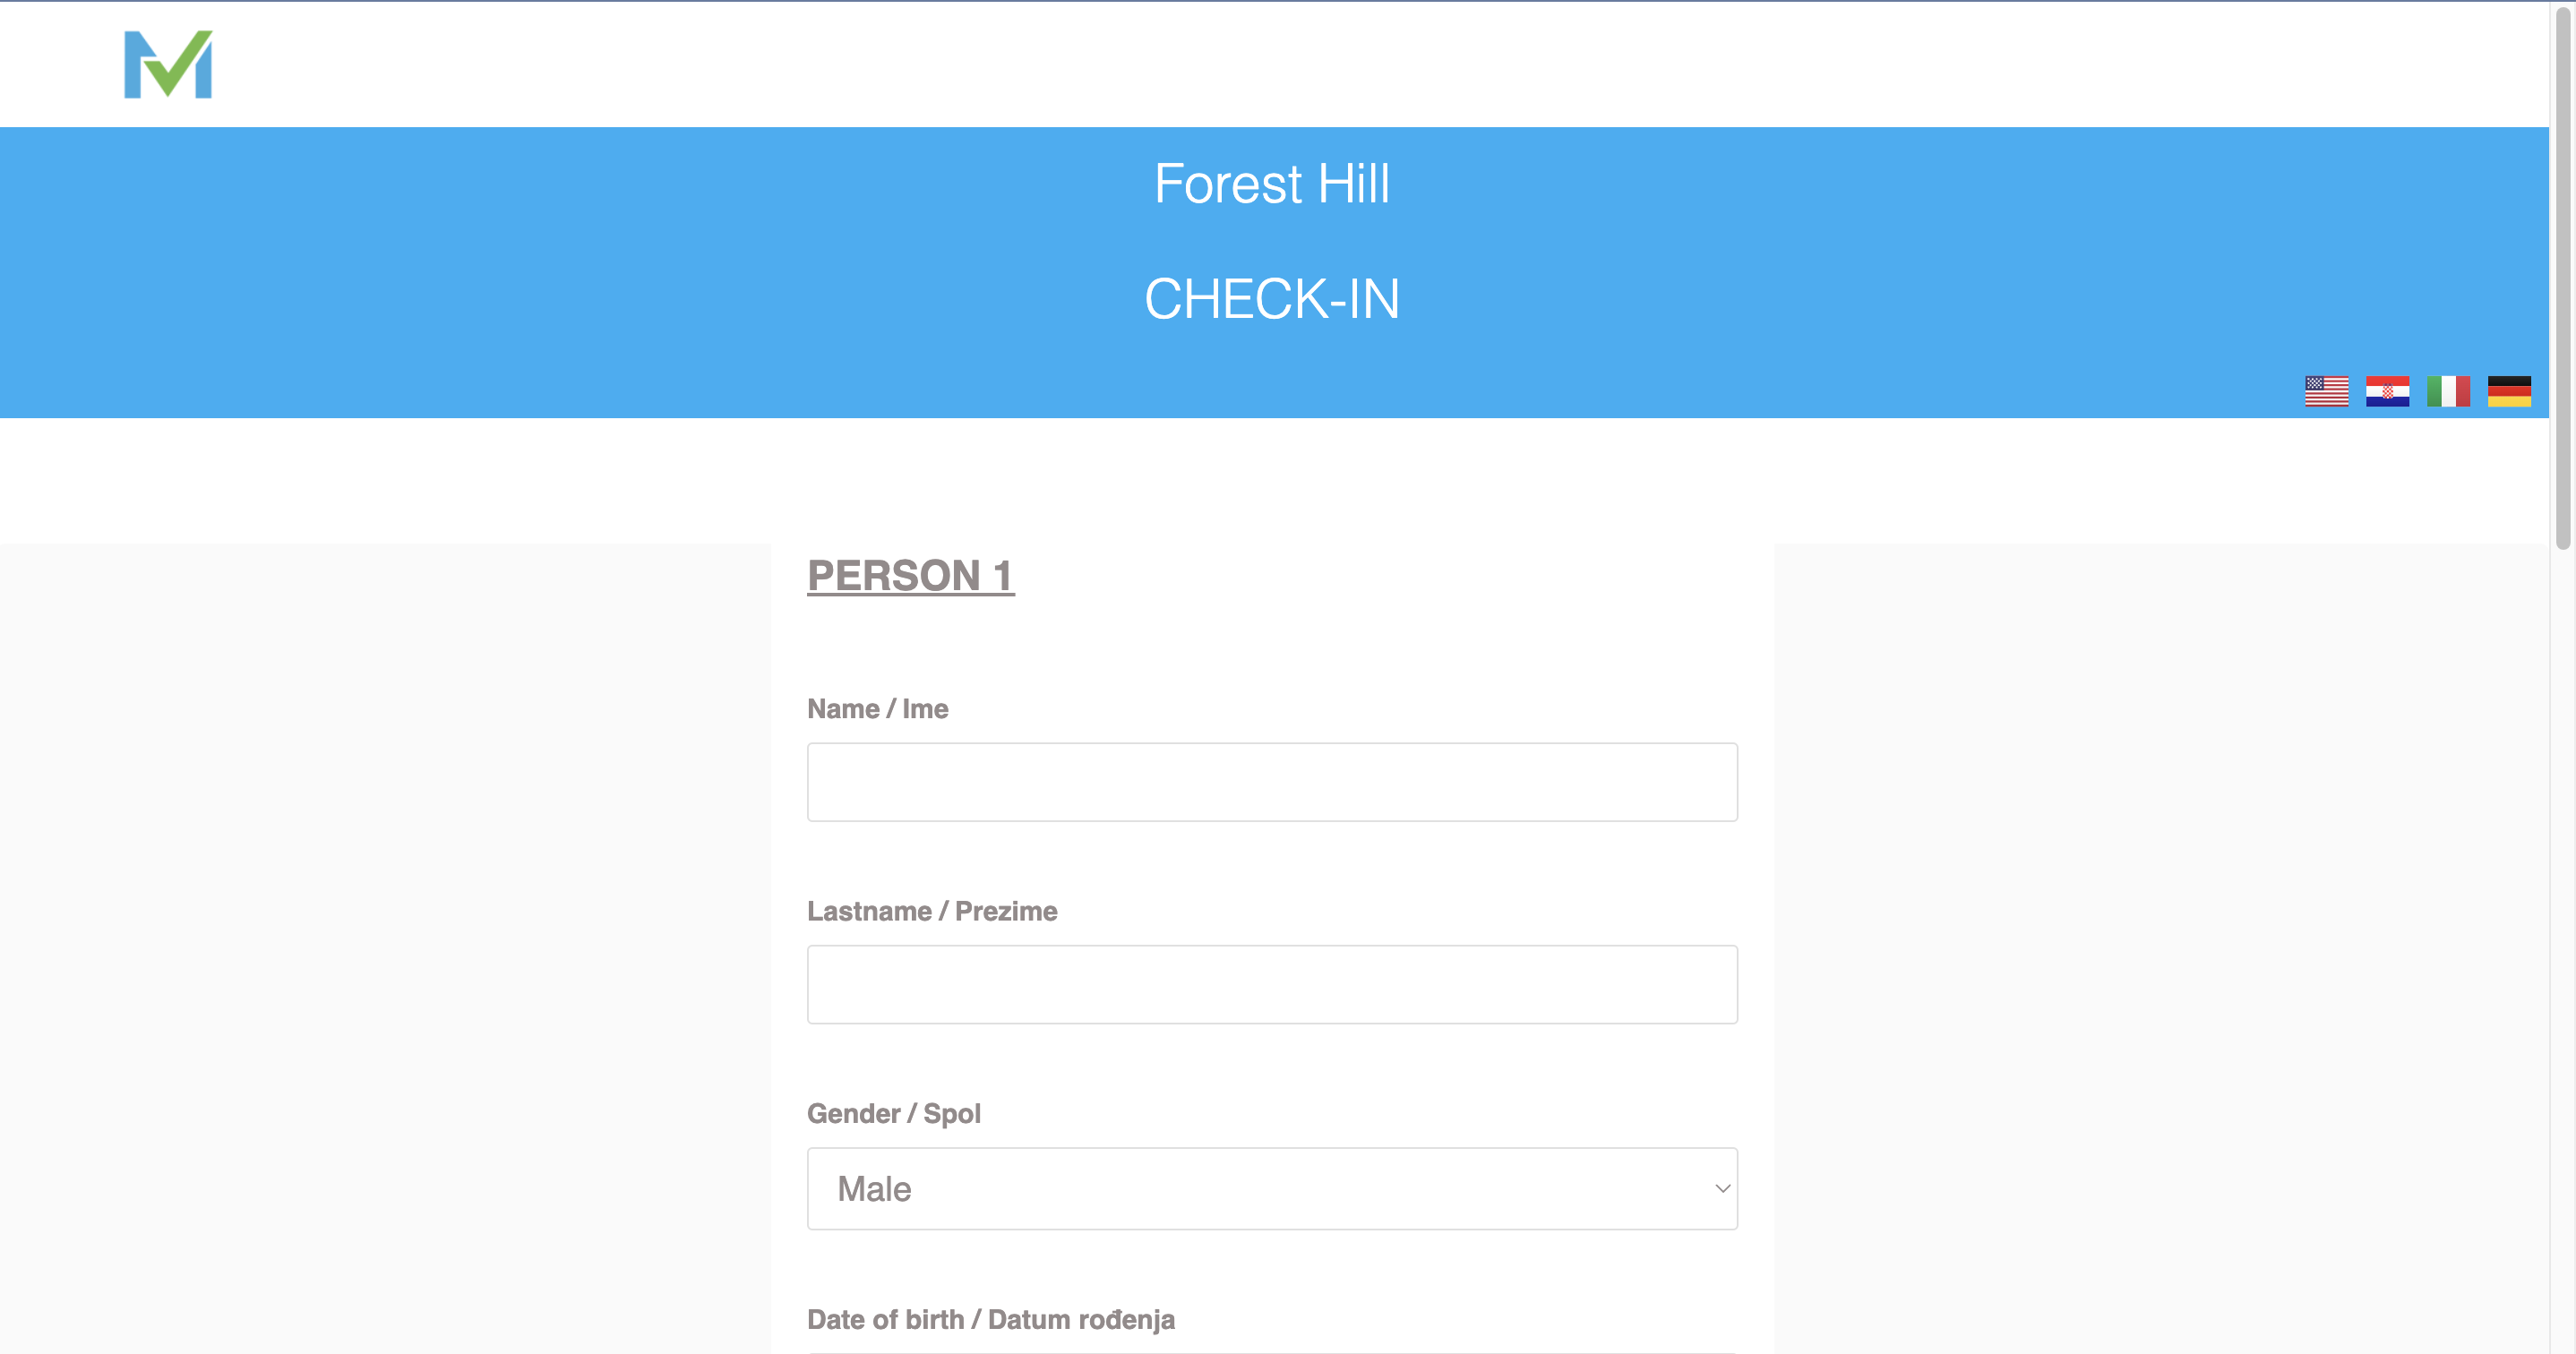 Forest Hill
CHECK-IN
PERSON 1
Name / Ime
Lastname / Prezime
Gender / Spol
Male
Date of birth / Datum rođenja